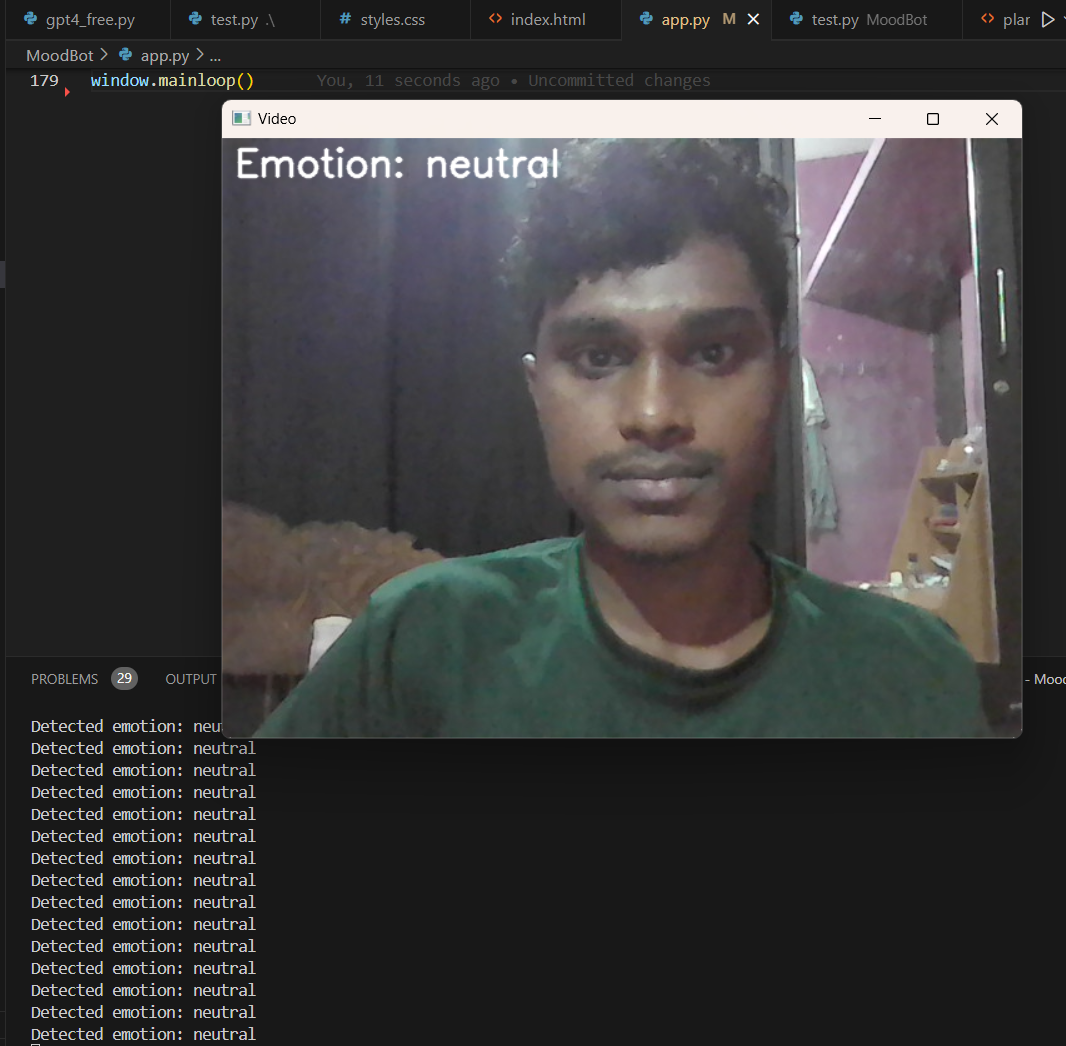 gpt4_free.py test.py .\ # styles.css <> index.html app.py M test.py MoodBot <> plar
MoodBot > app.py > ...
179 window.mainloop() You, 11 seconds ago • Uncommitted changes
Video
Emotion: neutral
PROBLEMS 29 OUTPUT - Mood
Detected emotion: neu
Detected emotion: neutral
Detected emotion: neutral
Detected emotion: neutral
Detected emotion: neutral
Detected emotion: neutral
Detected emotion: neutral
Detected emotion: neutral
Detected emotion: neutral
Detected emotion: neutral
Detected emotion: neutral
Detected emotion: neutral
Detected emotion: neutral
Detected emotion: neutral
Detected emotion: neutral